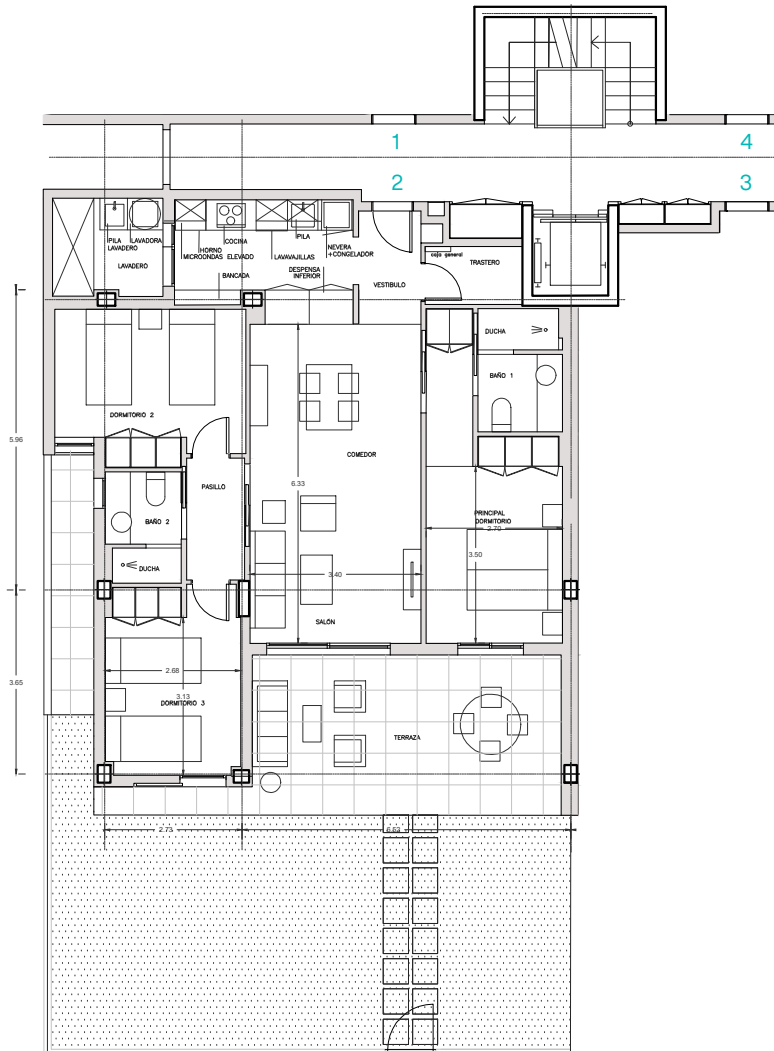 1
4
2
3
PILA
LAVADERO
LAVADORA
LAVADERO
HORNO
MICROONDAS
COCINA
ELEVADO
BANCADA
LAVAVAJILLAS
PILA
NEVERA
+CONGELADOR
DESPENSA
INFERIOR
VESTIBULO
caja general
TRASTERO
DUCHA
BAÑO 1
DORMITORIO 2
COMEDOR
5.96
6.33
PASILLO
BAÑO 2
DUCHA
PRINCIPAL
DORMITORIO
2.70
3.50
3.40
SALÓN
3.65
2.68
3.13
DORMITORIO 3
TERRAZA
2.73
6.62